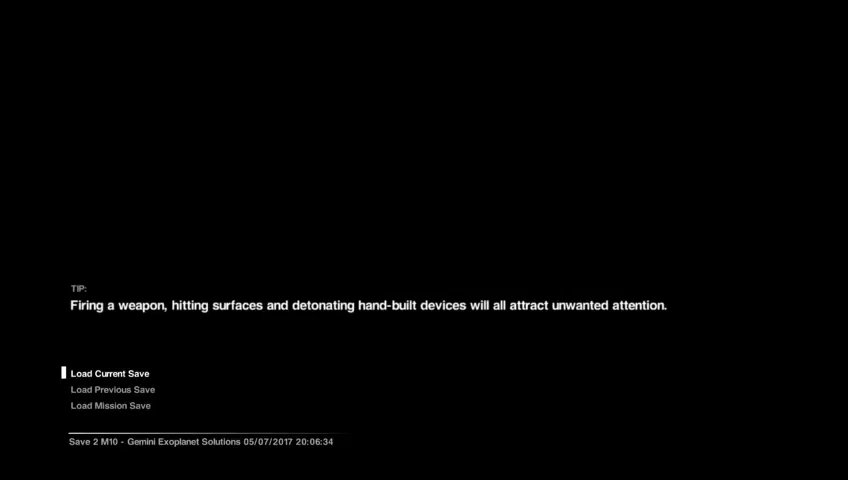 TIP:
Firing a weapon, hitting surfaces and detonating hand-built devices will all attract unwanted attention.
Load Current Save
Load Previous Save
Load Mission Save
Save 2 M10 - Gemini Exoplanet Solutions 05/07/2017 20:06:34